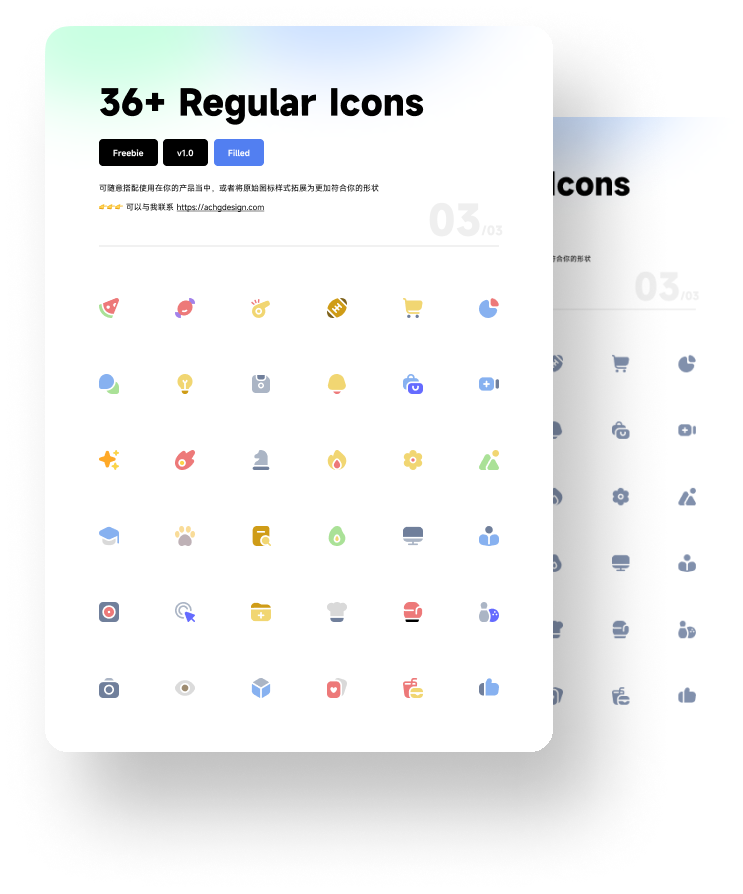 36+ Regular Icons
Freebie v1.0 Filled
可随意搭配使用在你的产品当中，或者将原始图标样式拓展为更加符合你的形状
👉👉👉 可以与我联系 https://achgdesign.com
03/03
Icons
符合你的形状
03/03